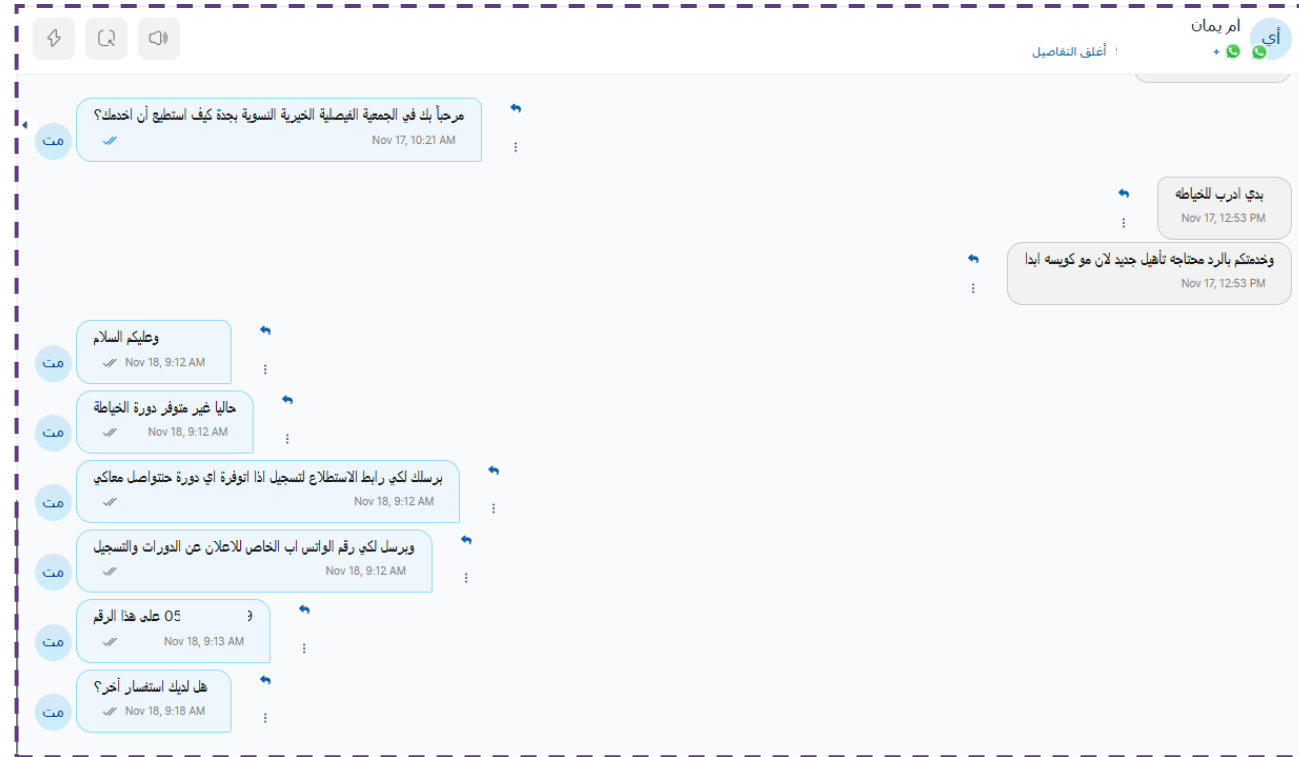 أم يمان
أي
+
أغلق التفاصيل
مرحباً بك في الجمعية الفيصلية الخيرية النسوية بجدة كيف استطيع أن اخدمك؟
Nov 17, 10:21 AM
مت
بدي ادرب للخياطه
Nov 17, 12:53 PM
وخدمتكم بالرد محتاجه تأهيل جديد لان مو كويسه ابدا
Nov 17, 12:53 PM
وعليكم السلام
Nov 18, 9:12 AM
مت
حاليا غير متوفر دورة الخياطة
Nov 18, 9:12 AM
مت
برسلك لكي رابط الاستطلاع لتسجيل اذا اتوفرة اي دورة حنتواصل معاكي
Nov 18, 9:12 AM
مت
وبرسل لكي رقم الواتس اب الخاص للاعلان عن الدورات والتسجيل
Nov 18, 9:12 AM
مت
05 9 على هذا الرقم
Nov 18, 9:13 AM
مت
هل لديك استفسار أخر؟
Nov 18, 9:18 AM
مت